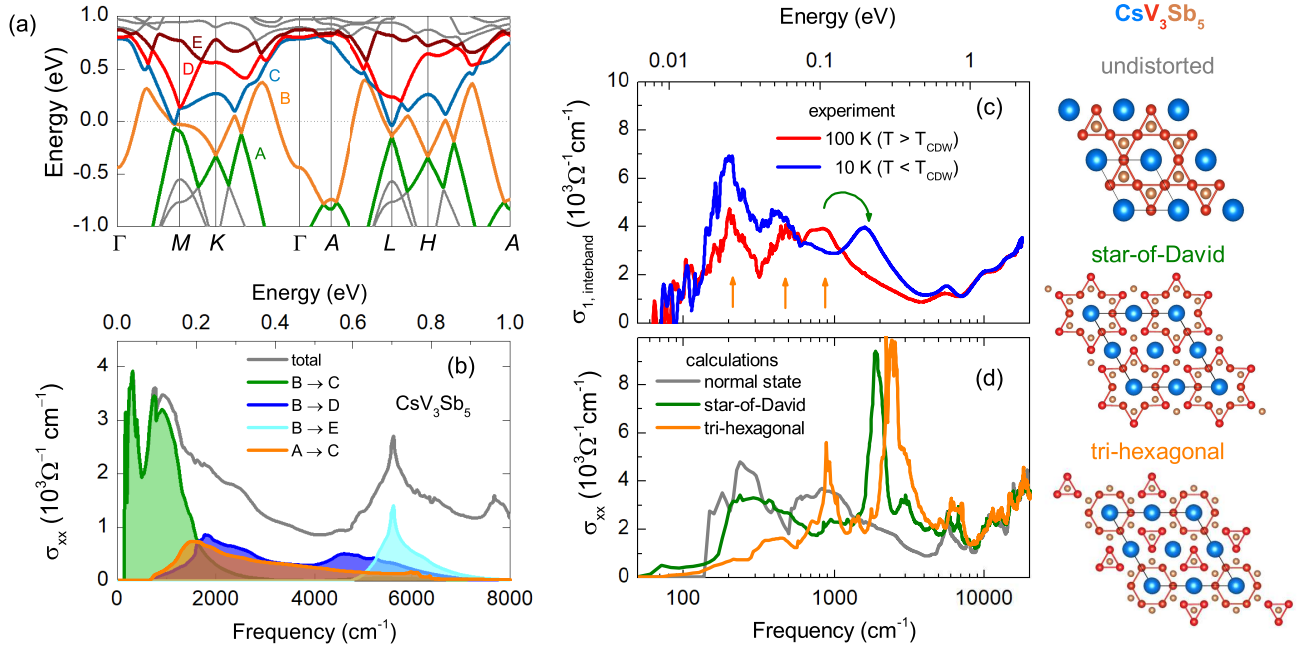 (a)
Energy (eV)
1.0
0.5
0.0
-0.5
-1.0
E
D
C
B
A
Γ M K Γ A L H A
Energy (eV)
0.0 0.2 0.4 0.6 0.8 1.0
(b)
total
B → C
B → D
B → E
A → C
CsV3Sb5
σxx (10³Ω⁻¹ cm⁻¹)
4
3
2
1
0
0 2000 4000 6000 8000
Frequency (cm⁻¹)
Energy (eV)
0.01 0.1 1
(c)
experiment
100 K (T > TCDW)
10 K (T < TCDW)
σ1, interband (10³Ω⁻¹cm⁻¹)
10
8
6
4
2
0
(d)
calculations
normal state
star-of-David
tri-hexagonal
σxx (10³Ω⁻¹cm⁻¹)
8
6
4
2
0
100 1000 10000
Frequency (cm⁻¹)
CsV3Sb5
undistorted
star-of-David
tri-hexagonal